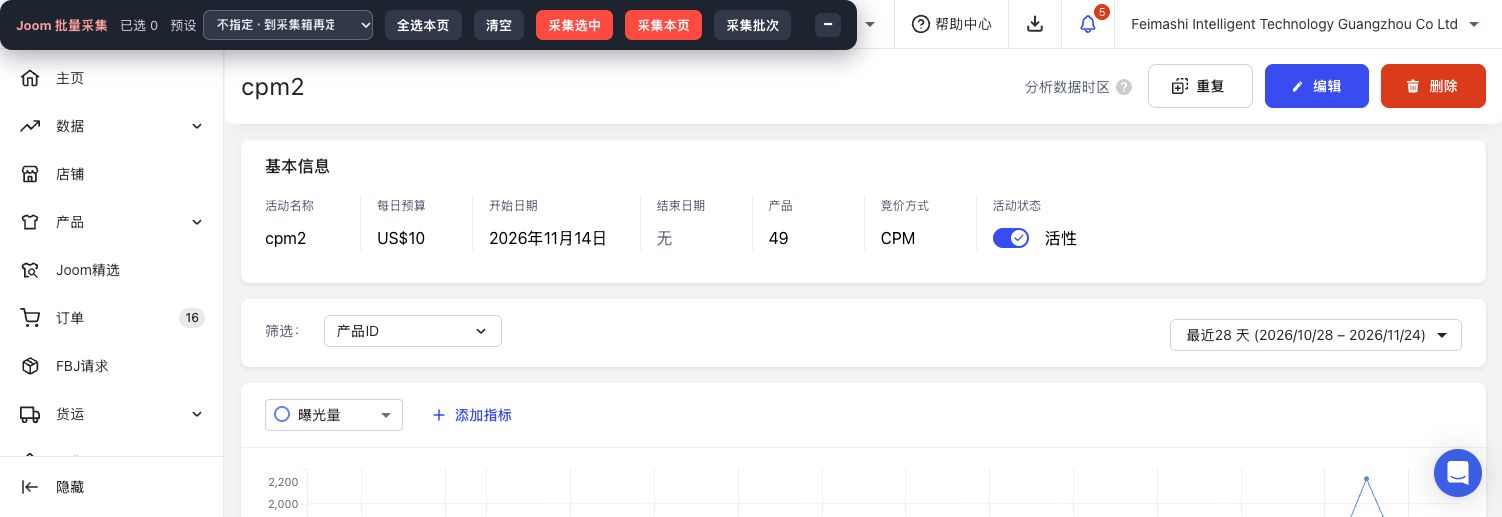 Joom 批量采集 已选 0 预设 不指定 · 到采集箱再定 全选本页 清空 采集选中 采集本页 采集批次 −
帮助中心 5 Feimashi Intelligent Technology Guangzhou Co Ltd
主页
数据
店铺
产品
Joom精选
订单 16
FBJ请求
货运
隐藏
cpm2
分析数据时区 ? 重复 编辑 删除
基本信息
活动名称 每日预算 开始日期 结束日期 产品 竞价方式 活动状态
cpm2 US$10 2026年11月14日 无 49 CPM 活性
筛选: 产品ID 最近28 天 (2026/10/28 – 2026/11/24)
曝光量 + 添加指标
2,200
2,000